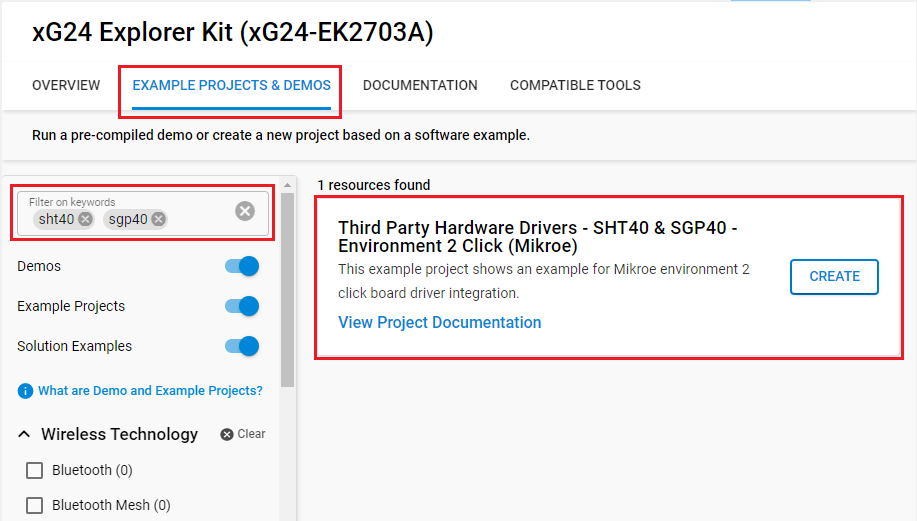 xG24 Explorer Kit (xG24-EK2703A)
OVERVIEW
EXAMPLE PROJECTS & DEMOS
DOCUMENTATION
COMPATIBLE TOOLS
Run a pre-compiled demo or create a new project based on a software example.
Filter on keywords
sht40 sgp40
Demos
Example Projects
Solution Examples
What are Demo and Example Projects?
Wireless Technology
Clear
Bluetooth (0)
Bluetooth Mesh (0)
1 resources found
Third Party Hardware Drivers - SHT40 & SGP40 -
Environment 2 Click (Mikroe)
This example project shows an example for Mikroe environment 2
click board driver integration.
View Project Documentation
CREATE